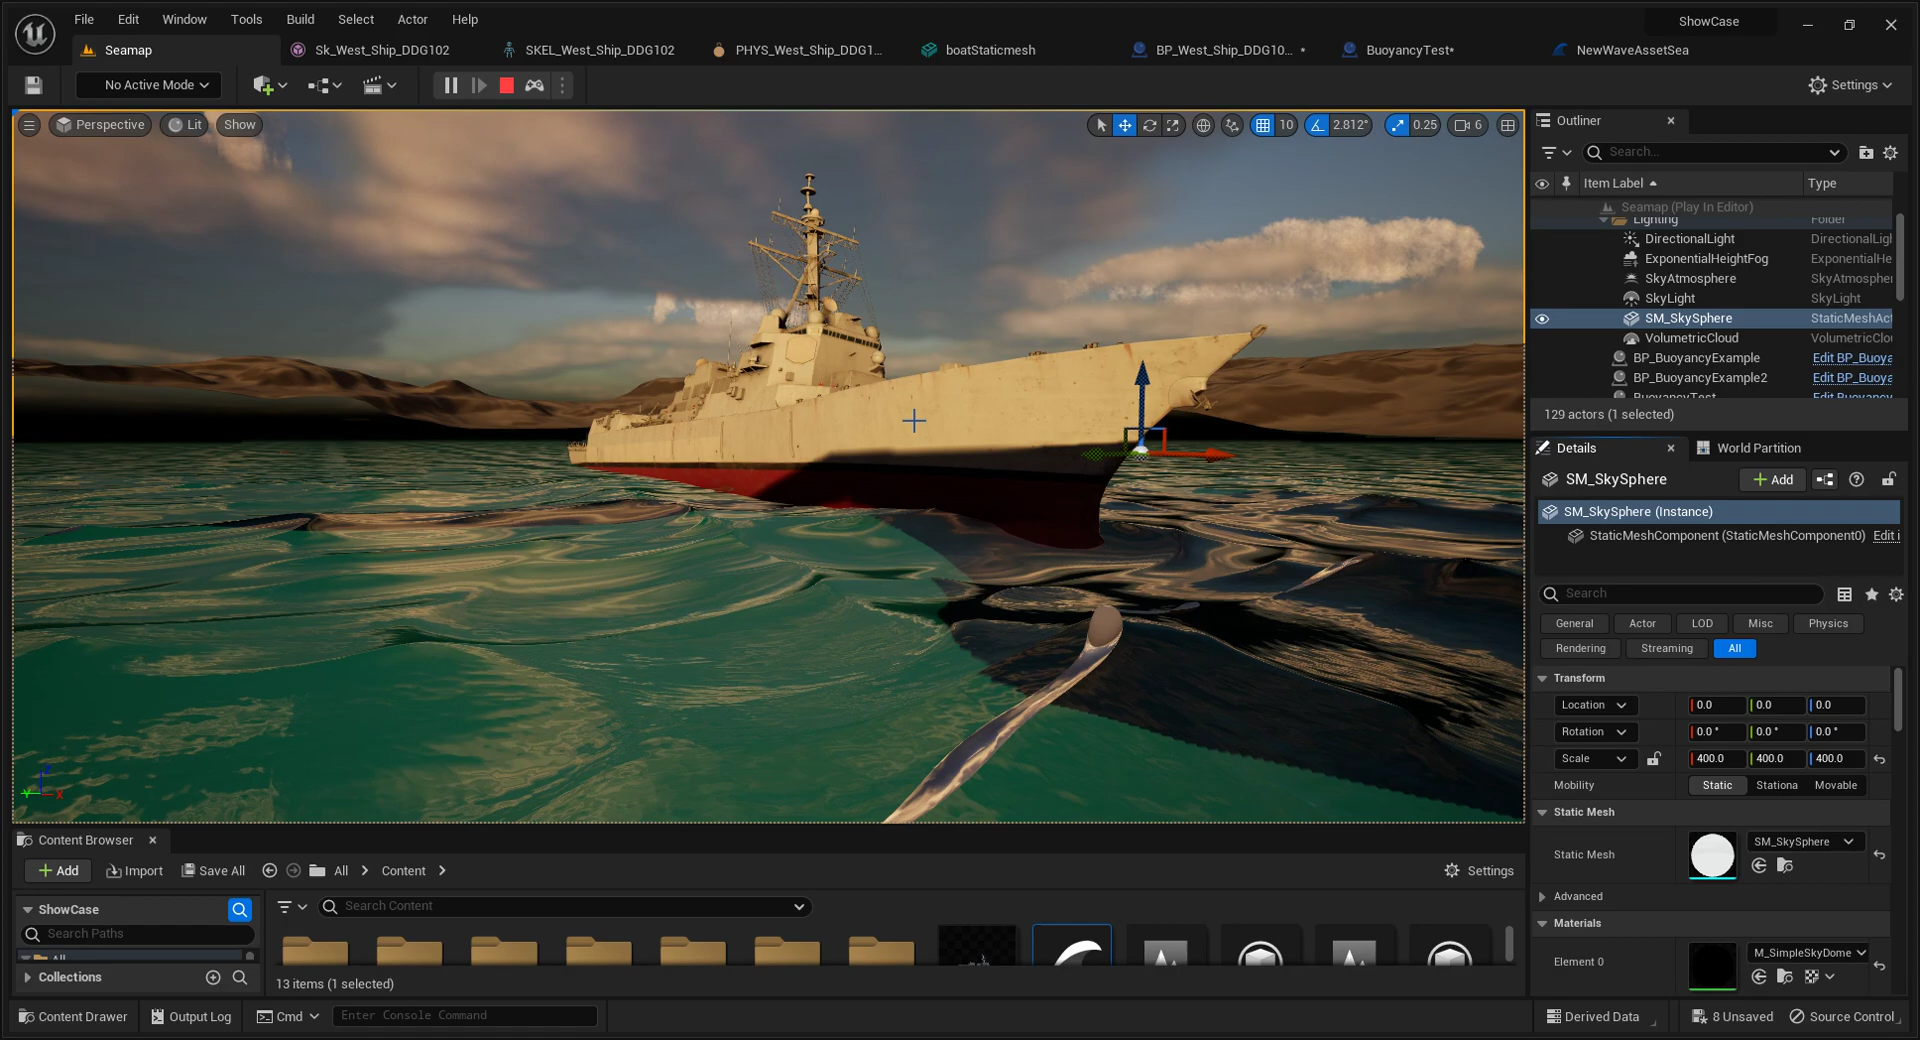 File Edit Window Tools Build Select Actor Help
ShowCase
Seamap Sk_West_Ship_DDG102 SKEL_West_Ship_DDG102 PHYS_West_Ship_DDG1... boatStaticmesh BP_West_Ship_DDG10... • BuoyancyTest* NewWaveAssetSea
No Active Mode Settings
Perspective Lit Show 10 2.812° 0.25 6
Outliner
Search...
Item Label Type
Seamap (Play In Editor)
Lighting Folder
DirectionalLight DirectionalLigl
ExponentialHeightFog ExponentialHe
SkyAtmosphere SkyAtmospher
SkyLight SkyLight
SM_SkySphere StaticMeshAct
VolumetricCloud VolumetricClou
BP_BuoyancyExample Edit BP_Buoya
BP_BuoyancyExample2 Edit BP_Buoya
BuoyancyTest Edit Buoyancy
129 actors (1 selected)
Details World Partition
SM_SkySphere Add
SM_SkySphere (Instance)
StaticMeshComponent (StaticMeshComponent0) Edit i
Search
General Actor LOD Misc Physics
Rendering Streaming All
Transform
Location 0.0 0.0 0.0
Rotation 0.0 ° 0.0 ° 0.0 °
Scale 400.0 400.0 400.0
Mobility Static Stationa Movable
Static Mesh
Static Mesh SM_SkySphere
Advanced
Materials
Element 0 M_SimpleSkyDome
Z Y X
Content Browser
Add Import Save All All Content Settings
ShowCase
Search Content
Search Paths
All
Collections
13 items (1 selected)
Content Drawer Output Log Cmd Enter Console Command Derived Data 8 Unsaved Source Control